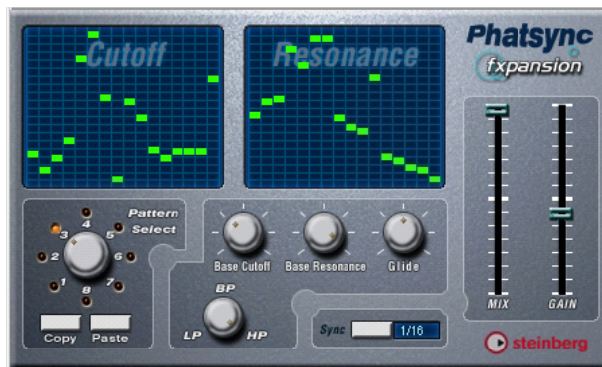 Cutoff
Resonance
Phatsync
fxpansion
Pattern
Select
1
2
3
4
5
6
7
8
Copy
Paste
Base Cutoff
Base Resonance
Glide
LP
BP
HP
Sync
1/16
MIX
GAIN
steinberg